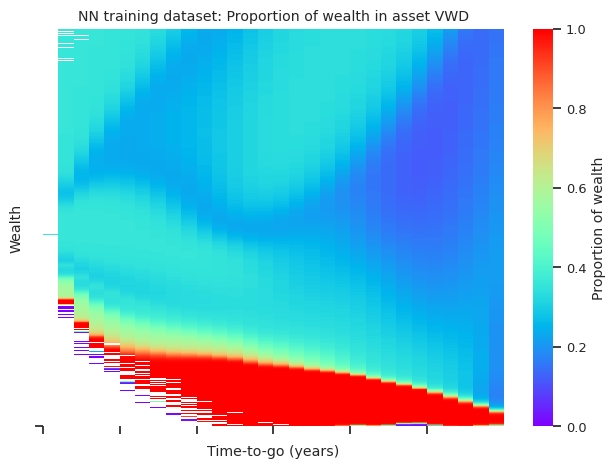 NN training dataset: Proportion of wealth in asset VWD
Wealth
Time-to-go (years)
1.0
0.8
0.6
0.4
0.2
0.0
Proportion of wealth